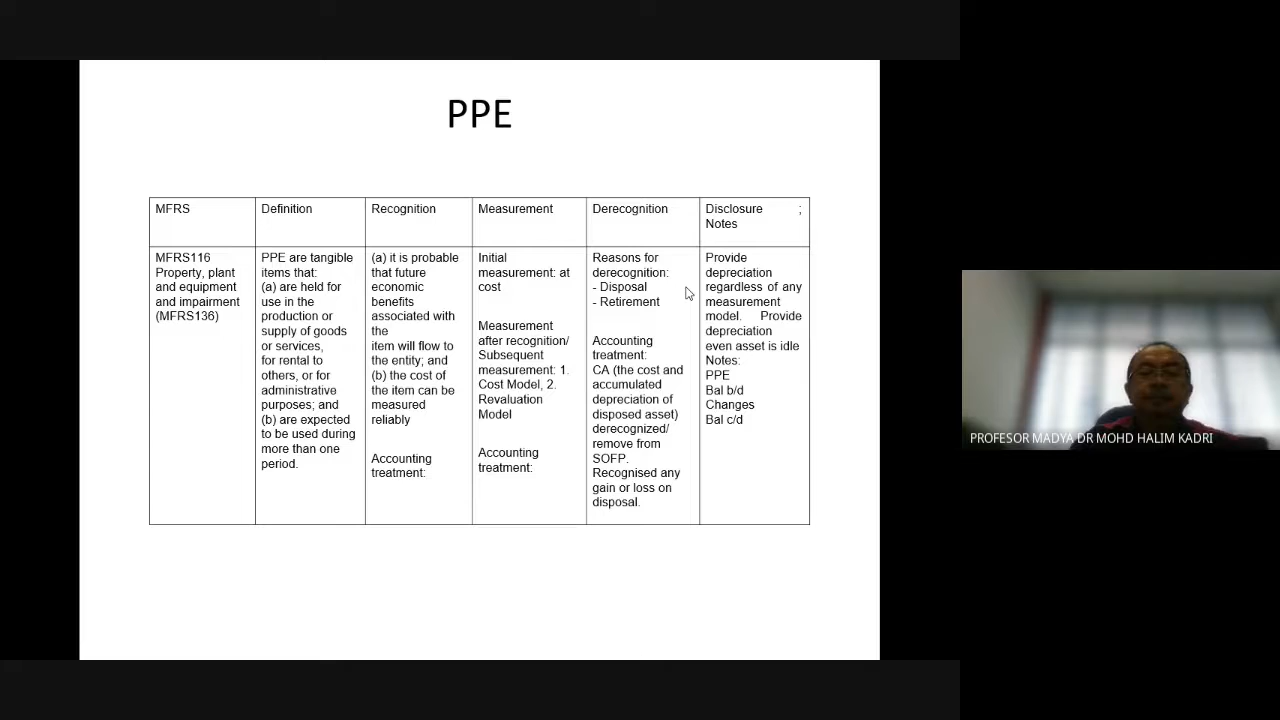 PPE
MFRS
Definition
Recognition
Measurement
Derecognition
Disclosure ;
Notes
MFRS116
Property, plant
and equipment
and impairment
(MFRS136)
PPE are tangible
items that:
(a) are held for
use in the
production or
supply of goods
or services,
for rental to
others, or for
administrative
purposes; and
(b) are expected
to be used during
more than one
period.
(a) it is probable
that future
economic
benefits
associated with
the
item will flow to
the entity; and
(b) the cost of
the item can be
measured
reliably
Accounting
treatment:
Initial
measurement: at
cost
Measurement
after recognition/
Subsequent
measurement: 1.
Cost Model, 2.
Revaluation
Model
Accounting
treatment:
Reasons for
derecognition:
- Disposal
- Retirement
Accounting
treatment:
CA (the cost and
accumulated
depreciation of
disposed asset)
derecognized/
remove from
SOFP.
Recognised any
gain or loss on
disposal.
Provide
depreciation
regardless of any
measurement
model. Provide
depreciation
even asset is idle
Notes:
PPE
Bal b/d
Changes
Bal c/d
PROFESOR MADYA DR MOHD HALIM KADRI